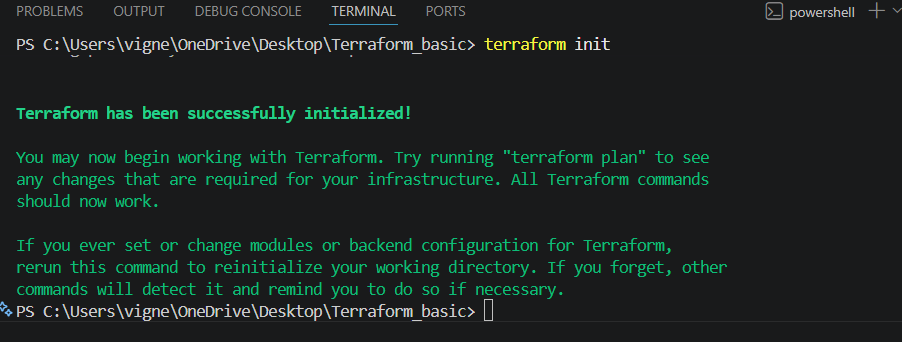 PROBLEMS OUTPUT DEBUG CONSOLE TERMINAL PORTS powershell
PS C:\Users\vigne\OneDrive\Desktop\Terraform_basic> terraform init
Terraform has been successfully initialized!
You may now begin working with Terraform. Try running "terraform plan" to see
any changes that are required for your infrastructure. All Terraform commands
should now work.
If you ever set or change modules or backend configuration for Terraform,
rerun this command to reinitialize your working directory. If you forget, other
commands will detect it and remind you to do so if necessary.
PS C:\Users\vigne\OneDrive\Desktop\Terraform_basic>